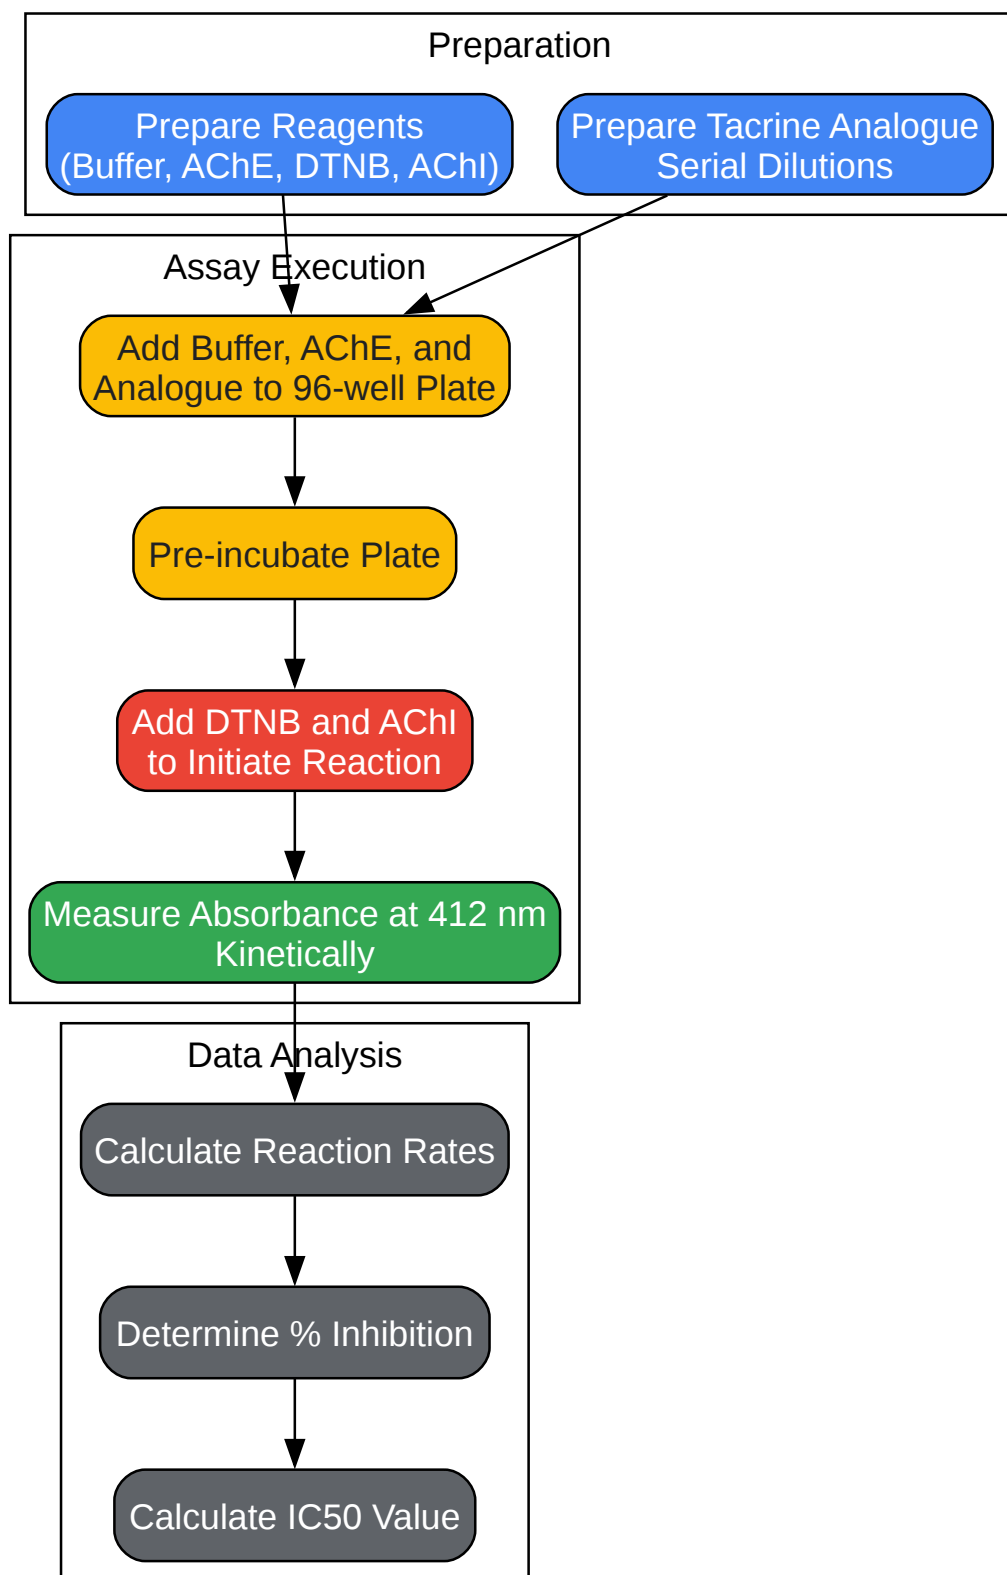 Preparation
Prepare Reagents
(Buffer, AChE, DTNB, AChI)
Prepare Tacrine Analogue
Serial Dilutions
Assay Execution
Add Buffer, AChE, and
Analogue to 96-well Plate
Pre-incubate Plate
Add DTNB and AChI
to Initiate Reaction
Measure Absorbance at 412 nm
Kinetically
Data Analysis
Calculate Reaction Rates
Determine % Inhibition
Calculate IC50 Value